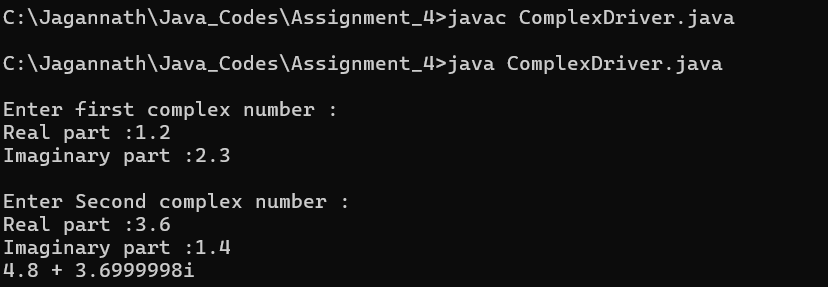 C:\Jagannath\Java_Codes\Assignment_4>javac ComplexDriver.java
C:\Jagannath\Java_Codes\Assignment_4>java ComplexDriver.java
Enter first complex number :
Real part :1.2
Imaginary part :2.3
Enter Second complex number :
Real part :3.6
Imaginary part :1.4
4.8 + 3.6999998i